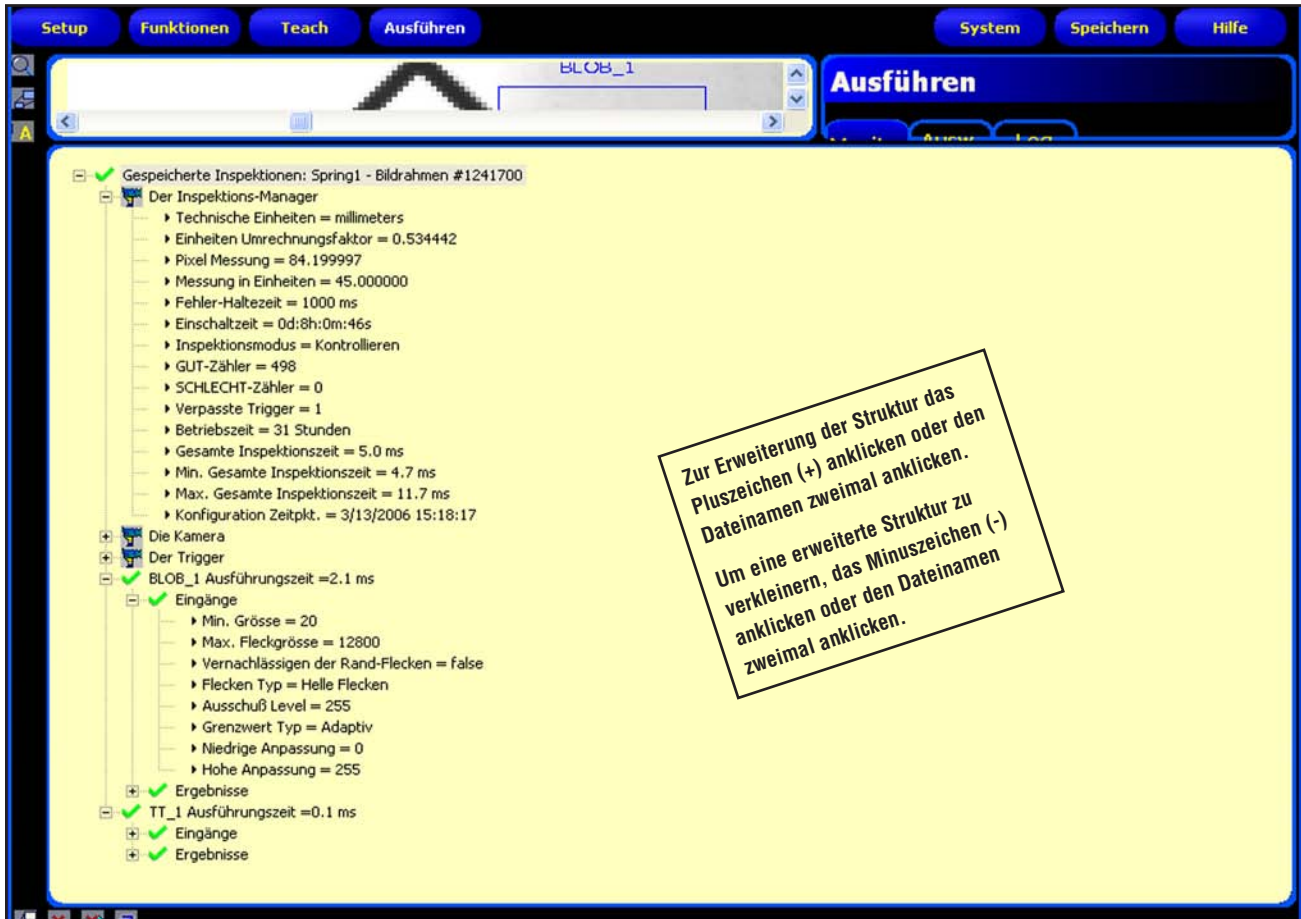 Setup Funktionen Teach Ausführen System Speichern Hilfe
BLOB_1
Ausführen
Ausw. Log
A
Gespeicherte Inspektionen: Spring1 - Bildrahmen #1241700
Der Inspektions-Manager
Technische Einheiten = millimeters
Einheiten Umrechnungsfaktor = 0.534442
Pixel Messung = 84.199997
Messung in Einheiten = 45.000000
Fehler-Haltezeit = 1000 ms
Einschaltzeit = 0d:8h:0m:46s
Inspektionsmodus = Kontrollieren
GUT-Zähler = 498
SCHLECHT-Zähler = 0
Verpasste Trigger = 1
Betriebszeit = 31 Stunden
Gesamte Inspektionszeit = 5.0 ms
Min. Gesamte Inspektionszeit = 4.7 ms
Max. Gesamte Inspektionszeit = 11.7 ms
Konfiguration Zeitpkt. = 3/13/2006 15:18:17
Die Kamera
Der Trigger
BLOB_1 Ausführungszeit =2.1 ms
Eingänge
Min. Grösse = 20
Max. Fleckgrösse = 12800
Vernachlässigen der Rand-Flecken = false
Flecken Typ = Helle Flecken
Ausschuß Level = 255
Grenzwert Typ = Adaptiv
Niedrige Anpassung = 0
Hohe Anpassung = 255
Ergebnisse
TT_1 Ausführungszeit =0.1 ms
Eingänge
Ergebnisse
Zur Erweiterung der Struktur das
Pluszeichen (+) anklicken oder den
Dateinamen zweimal anklicken.
Um eine erweiterte Struktur zu
verkleinern, das Minuszeichen (-)
anklicken oder den Dateinamen
zweimal anklicken.